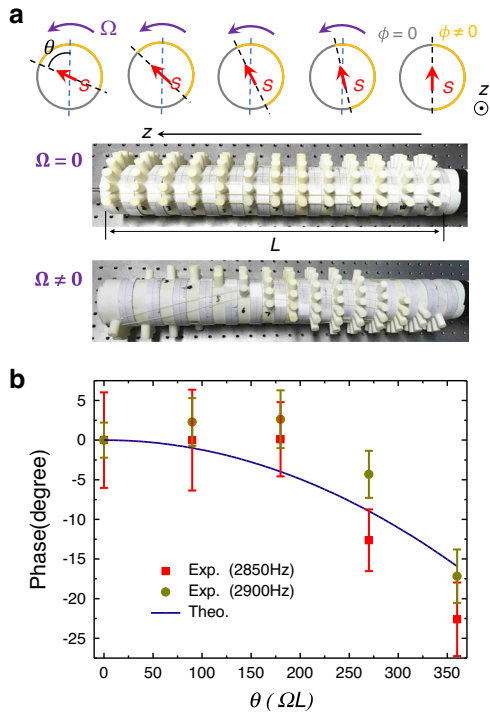 a
Ω
ϕ = 0
ϕ ≠ 0
θ
S
S
S
S
S
z
z
Ω = 0
L
Ω ≠ 0
b
5
0
-5
-10
-15
-20
-25
Phase(degree)
Exp. (2850Hz)
Exp. (2900Hz)
Theo.
0
50
100
150
200
250
300
350
θ (ΩL)